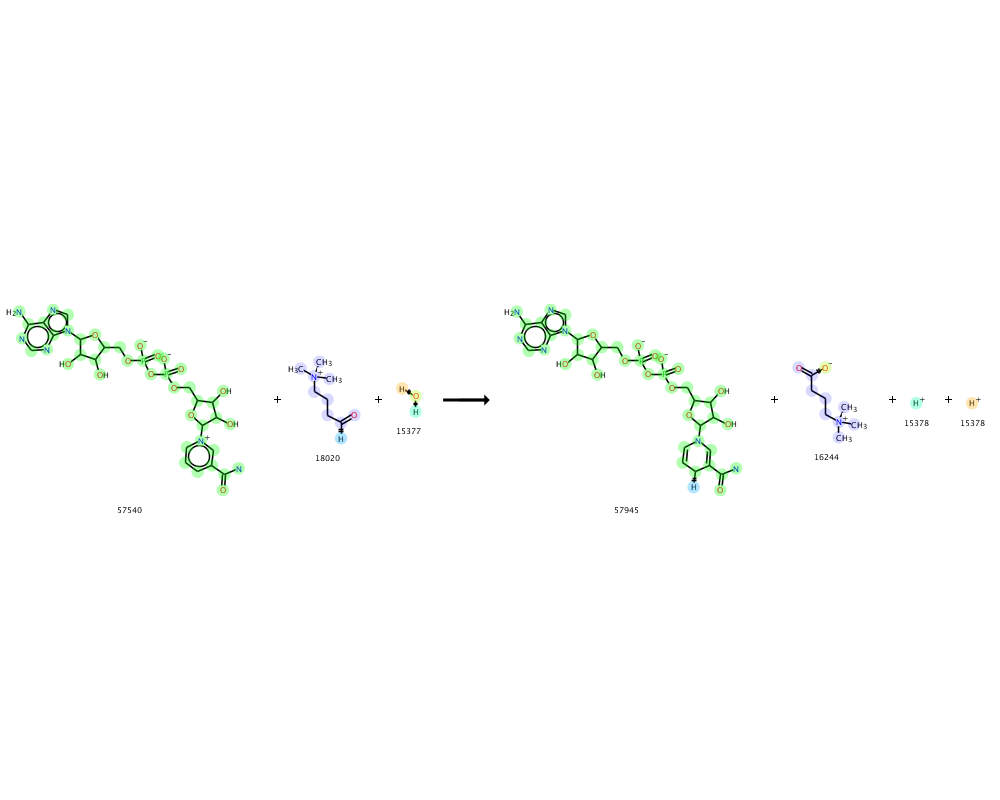 H₂N N N N N O HO OH O⁻ O O O⁻ O O O O OH OH N⁺ N O
57540
+
H₃C CH₃ N⁺ CH₃ O H
18020
+
H O H
15377
H₂N N N N N O HO OH O⁻ O O O⁻ O O O O OH OH N N O H
57945
+
O O⁻ CH₃ N⁺ CH₃ CH₃
16244
+
H⁺
15378
+
H⁺
15378